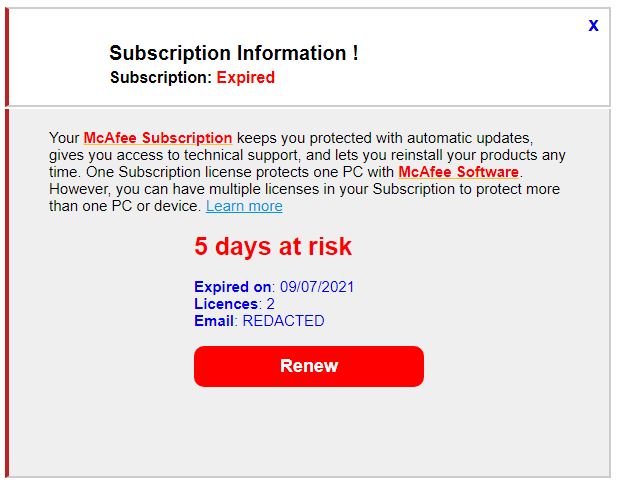 X
Subscription Information !
Subscription: Expired
Your McAfee Subscription keeps you protected with automatic updates,
gives you access to technical support, and lets you reinstall your products any
time. One Subscription license protects one PC with McAfee Software.
However, you can have multiple licenses in your Subscription to protect more
than one PC or device. Learn more
5 days at risk
Expired on: 09/07/2021
Licences: 2
Email: REDACTED
Renew